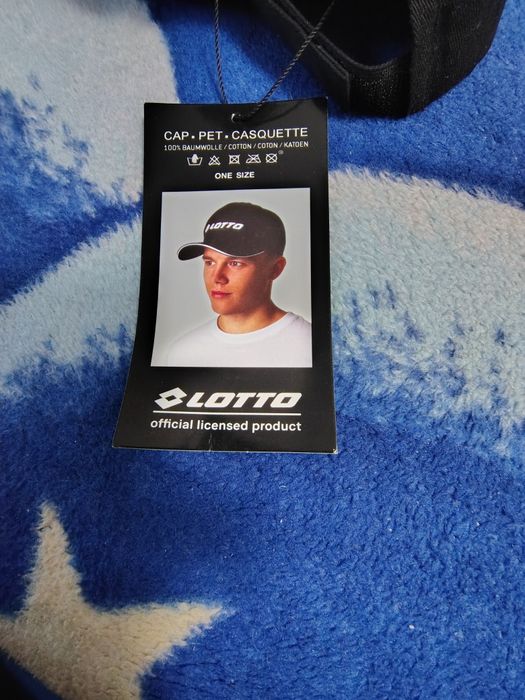 CAP • PET • CASQUETTE
100% BAUMWOLLE / COTTON / COTON / KATOEN
ONE SIZE
LOTTO
LOTTO
official licensed product